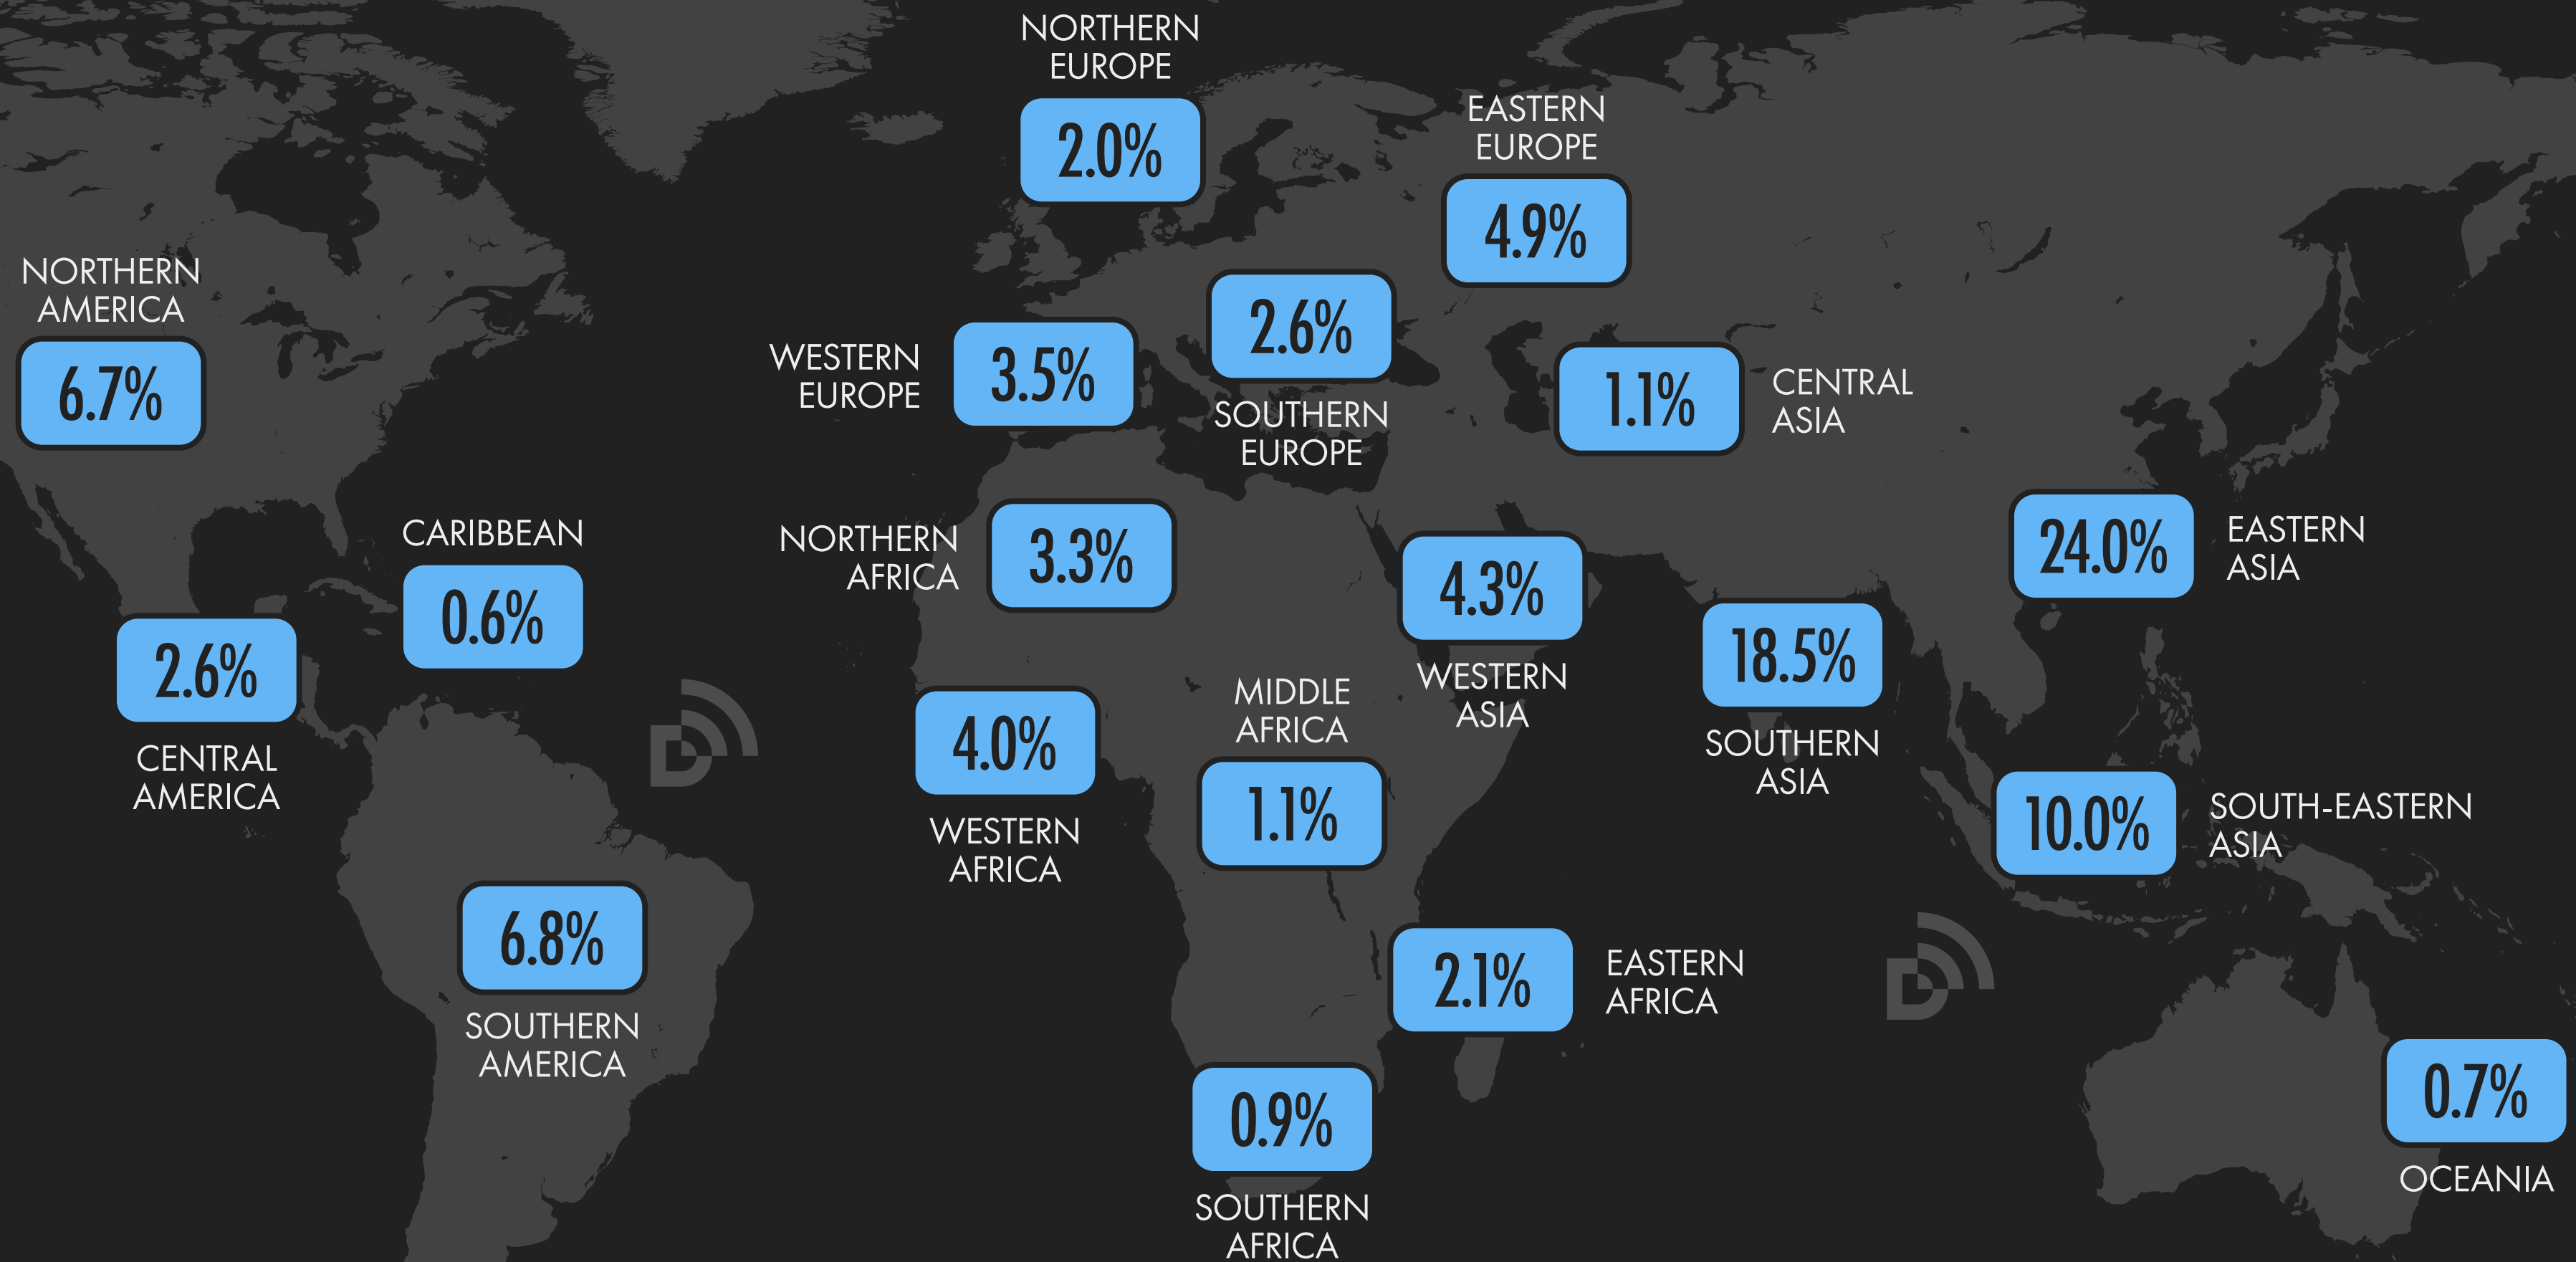 NORTHERN
EUROPE
2.0%
EASTERN
EUROPE
4.9%
NORTHERN
AMERICA
6.7%
WESTERN
EUROPE
3.5%
2.6%
SOUTHERN
EUROPE
1.1%
CENTRAL
ASIA
CARIBBEAN
0.6%
NORTHERN
AFRICA
3.3%
4.3%
WESTERN
ASIA
24.0%
EASTERN
ASIA
2.6%
CENTRAL
AMERICA
18.5%
SOUTHERN
ASIA
4.0%
WESTERN
AFRICA
MIDDLE
AFRICA
1.1%
10.0%
SOUTH-EASTERN
ASIA
6.8%
SOUTHERN
AMERICA
2.1%
EASTERN
AFRICA
0.9%
SOUTHERN
AFRICA
0.7%
OCEANIA